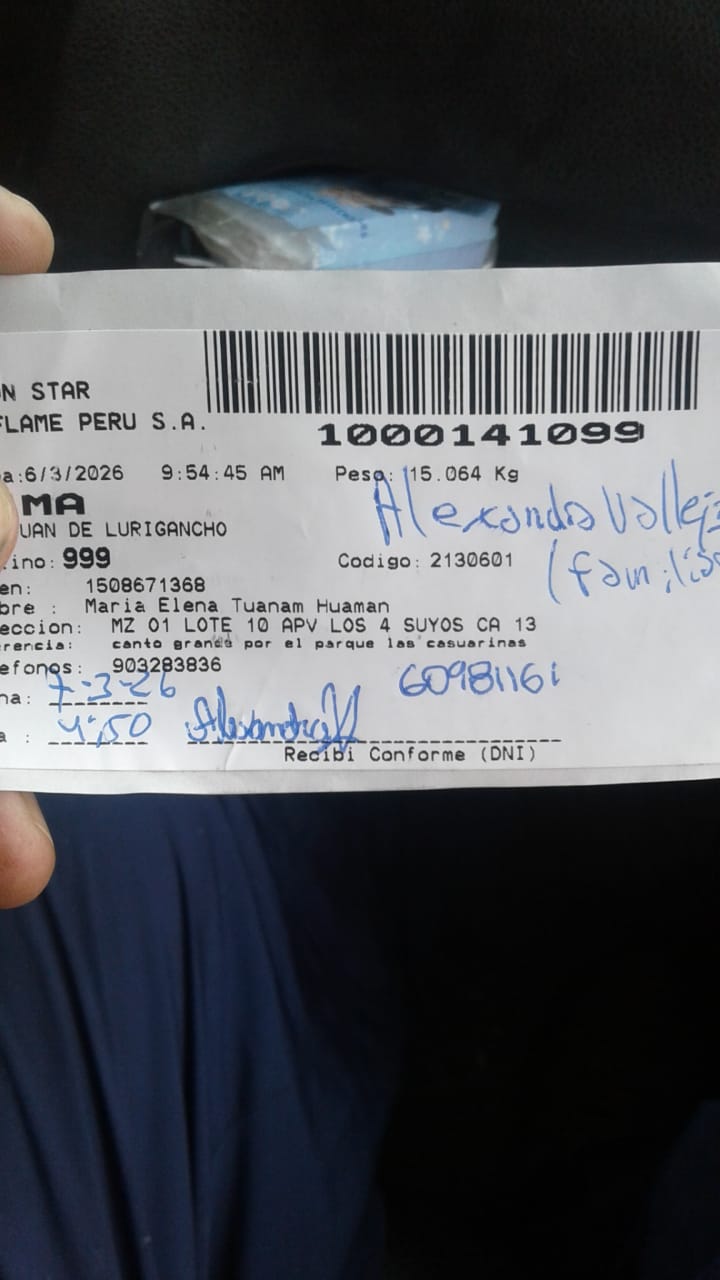 N STAR
FLAME PERU S.A.
1000141099
a:6/3/2026 9:54:45 AM Peso: 15.064 Kg
MA
UAN DE LURIGANCHO
Alexandra Vallej
ino: 999 Codigo: 2130601
(familia
en: 1508671368
bre : Maria Elena Tuanam Huaman
eccion: MZ 01 LOTE 10 APV LOS 4 SUYOS CA 13
rencia: canto grande por el parque las casuarinas
efonos: 903283836
na: 7-3-26 60981161
a : 4:50
Recibi Conforme (DNI)